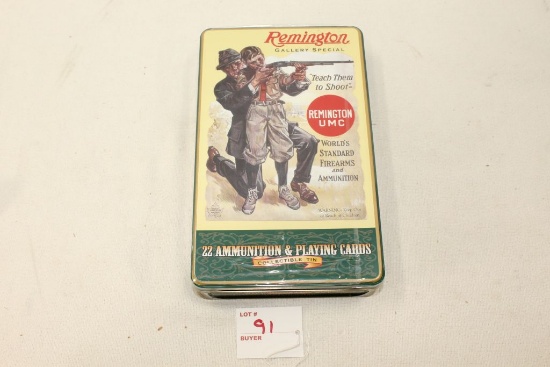 Remington
GALLERY SPECIAL
"Teach Them
to Shoot"
REMINGTON
UMC
WORLD'S
STANDARD
FIREARMS
and
AMMUNITION
22 AMMUNITION & PLAYING CARDS
COLLECTIBLE TIN
LOT #
91
BUYER